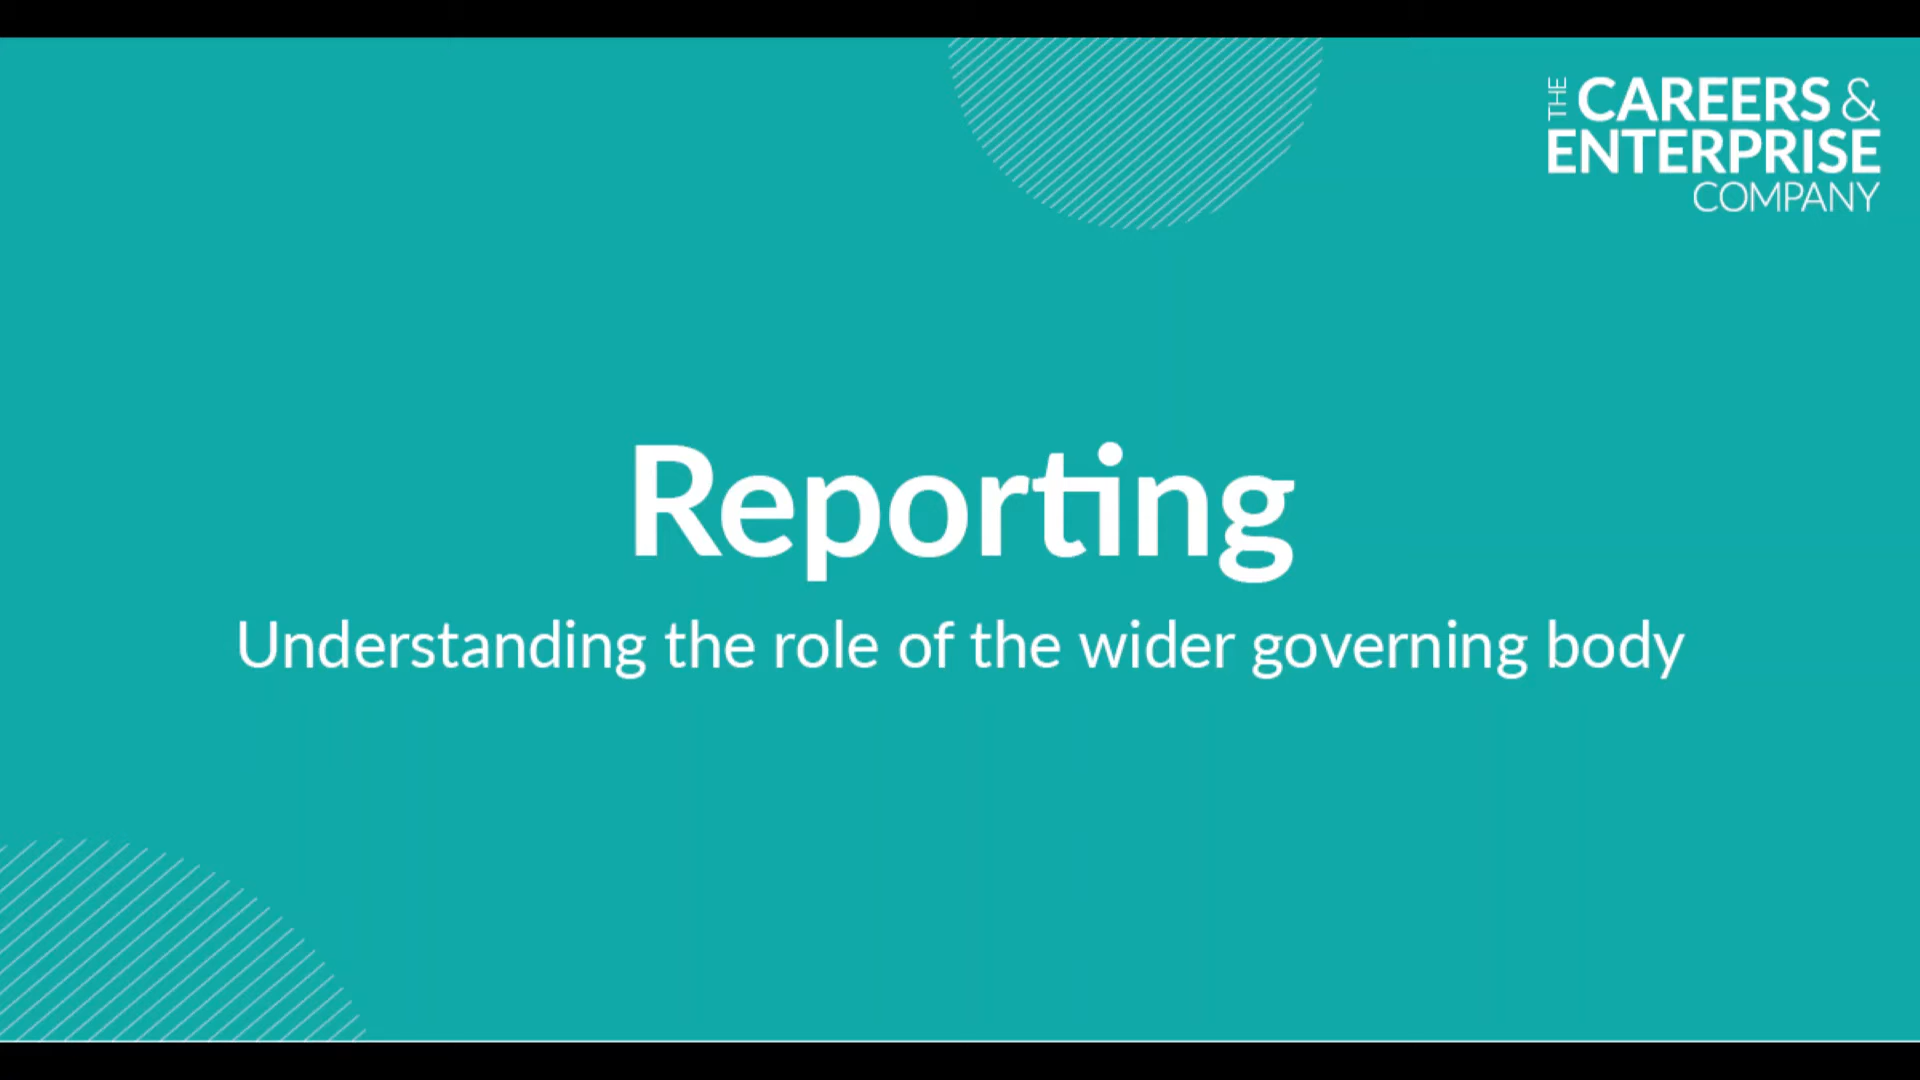 THE CAREERS &
ENTERPRISE
COMPANY
Reporting
Understanding the role of the wider governing body